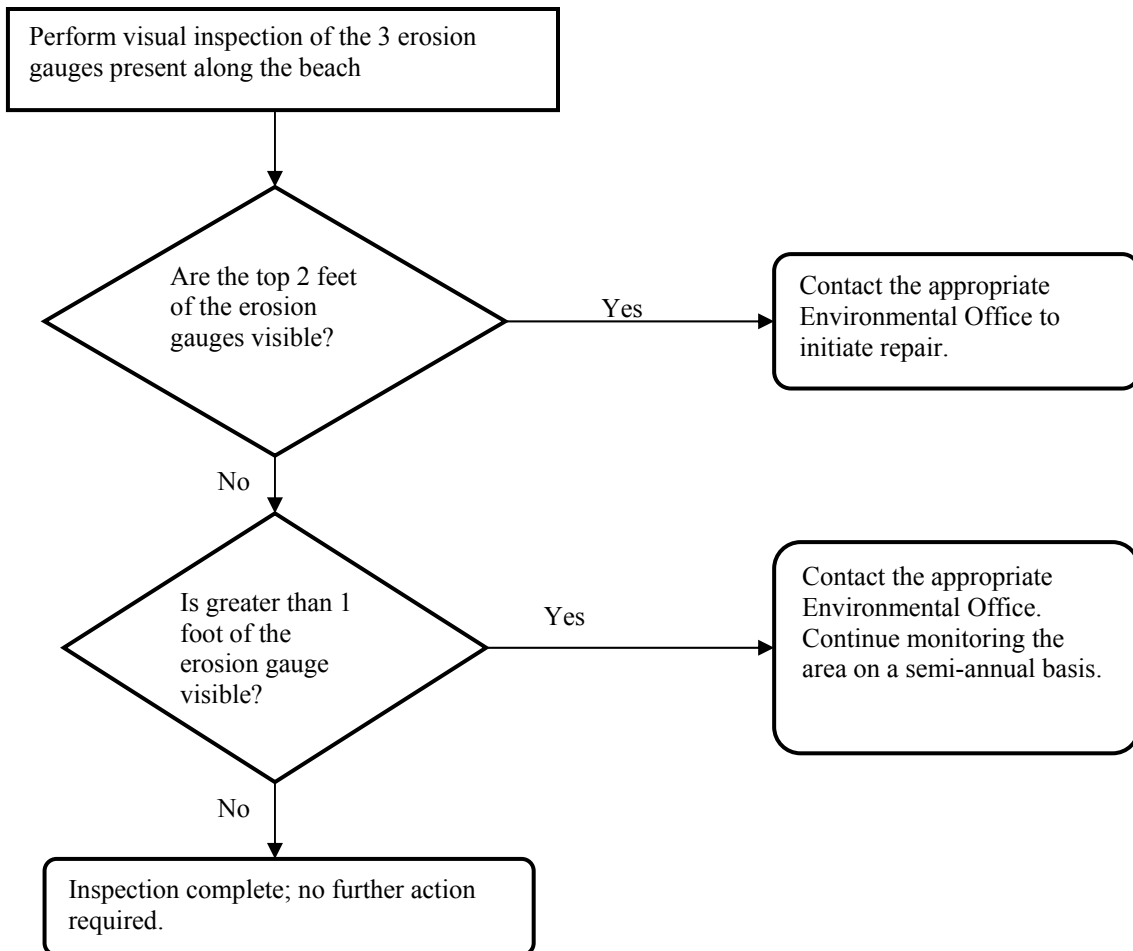 Perform visual inspection of the 3 erosion
gauges present along the beach
Are the top 2 feet
of the erosion
gauges visible?
Yes
Contact the appropriate
Environmental Office to
initiate repair.
No
Is greater than 1
foot of the
erosion gauge
visible?
Yes
Contact the appropriate
Environmental Office.
Continue monitoring the
area on a semi-annual basis.
No
Inspection complete; no further action
required.